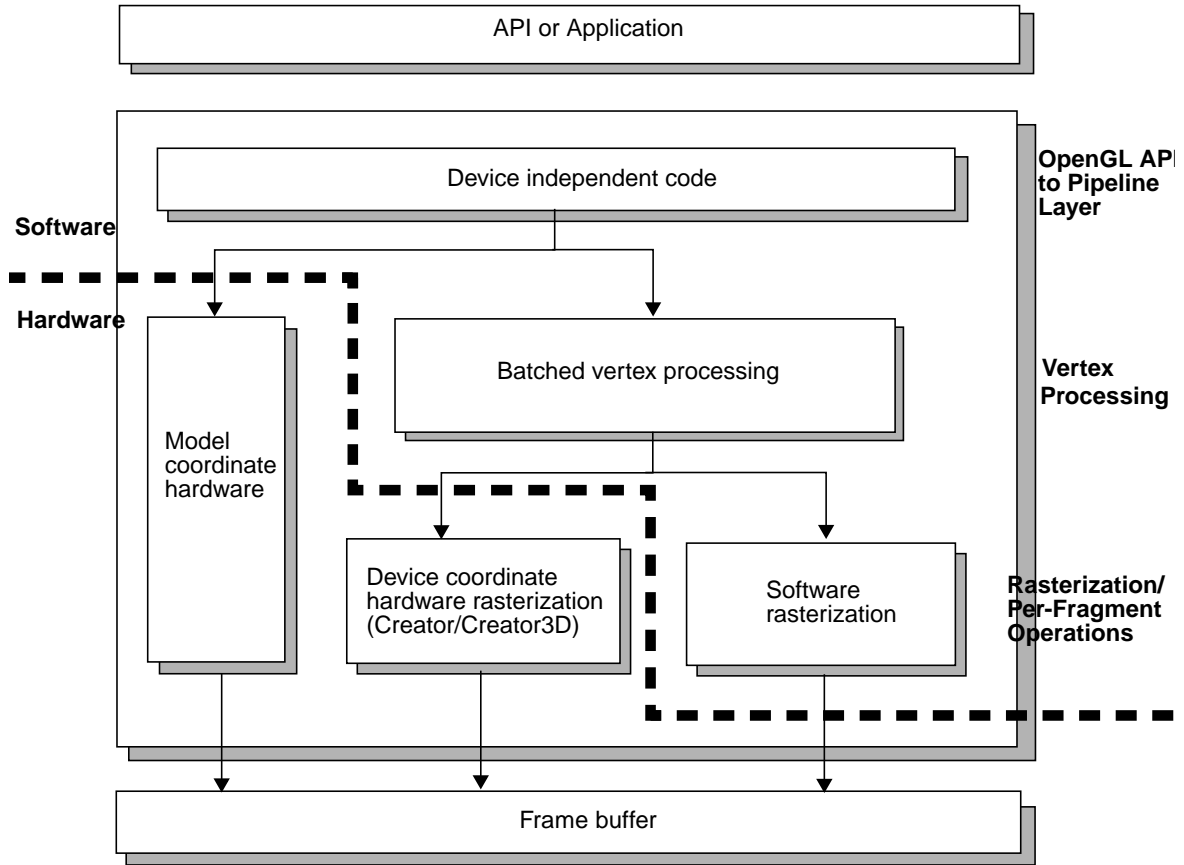 API or Application
Device independent code
OpenGL API
to Pipeline
Layer
Software
Hardware
Batched vertex processing
Vertex
Processing
Model
coordinate
hardware
Device coordinate
hardware rasterization
(Creator/Creator3D)
Software
rasterization
Rasterization/
Per-Fragment
Operations
Frame buffer